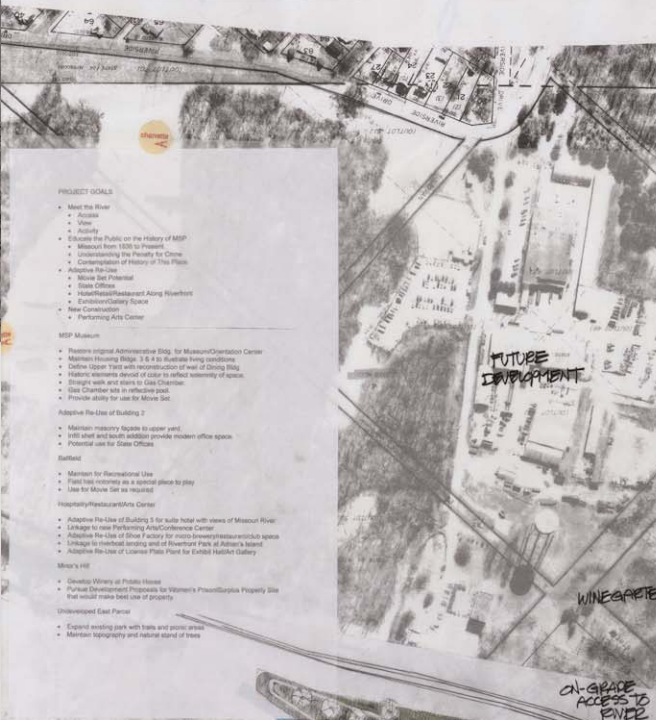 charrette
PROJECT GOALS
• Meet the River
• Access
• View
• Activity
• Educate the Public on the History of MSP
• Missouri from 1836 to Present
• Understanding the Penalty for Crime
• Contemplation of History of This Place
• Adaptive Re-Use
• Movie Set Potential
• State Offices
• Hotel/Retail/Restaurant Along Riverfront
• Exhibition/Gallery Space
• New Construction
• Performing Arts Center
MSP Museum
• Restore original Administrative Bldg. for Museum/Orientation Center
• Maintain Housing Bldgs. 3 & 4 to illustrate living conditions
• Define Upper Yard with reconstruction of wall of Dining Bldg
• Historic elements devoid of color to reflect solemnity of space.
• Straight walk and stairs to Gas Chamber.
• Gas Chamber sits in reflective pool.
• Provide ability for use for Movie Set
Adaptive Re-Use of Building 2
• Maintain masonry façade to upper yard.
• Infill shell and south addition provide modern office space.
• Potential use for State Offices
Ballfield
• Maintain for Recreational Use
• Field has notoriety as a special place to play
• Use for Movie Set as required
Hospitality/Restaurant/Arts Center
• Adaptive Re-Use of Building 5 for suite hotel with views of Missouri River
• Linkage to new Performing Arts/Conference Center
• Adaptive Re-Use of Shoe Factory for micro-brewery/restaurant/club space
• Linkage to riverboat landing and of Riverfront Park at Adrian's Island
• Adaptive Re-Use of License Plate Plant for Exhibit Hall/Art Gallery
Minor's Hill
• Develop Winery at Potato House
• Pursue Development Proposals for Women's Prison/Surplus Property Site
that would make best use of property.
Undeveloped East Parcel
• Expand existing park with trails and picnic areas
• Maintain topography and natural stand of trees
RIVERSIDE
DRIVE
RIVERSIDE
RIVERSIDE DRIVE
FUTURE
DEVELOPMENT
WINEGARTE
ON-GRADE
ACCESS TO
RIVER